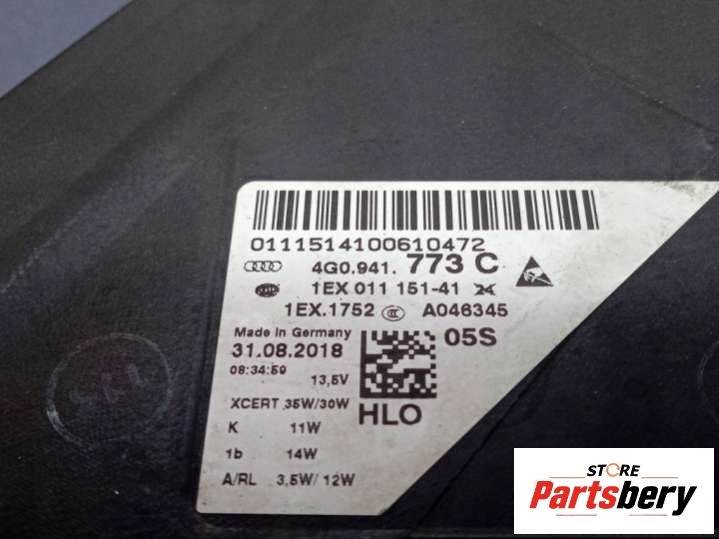 0111514100610472
4G0.941. 773 C
1EX 011 151-41
1EX.1752 A046345
Made in Germany 05S
31.08.2018
08:34:59 13,5V
XCERT 35W/30W HLO
K 11W
1b 14W
A/RL 3,5W/ 12W
STORE
Partsbery